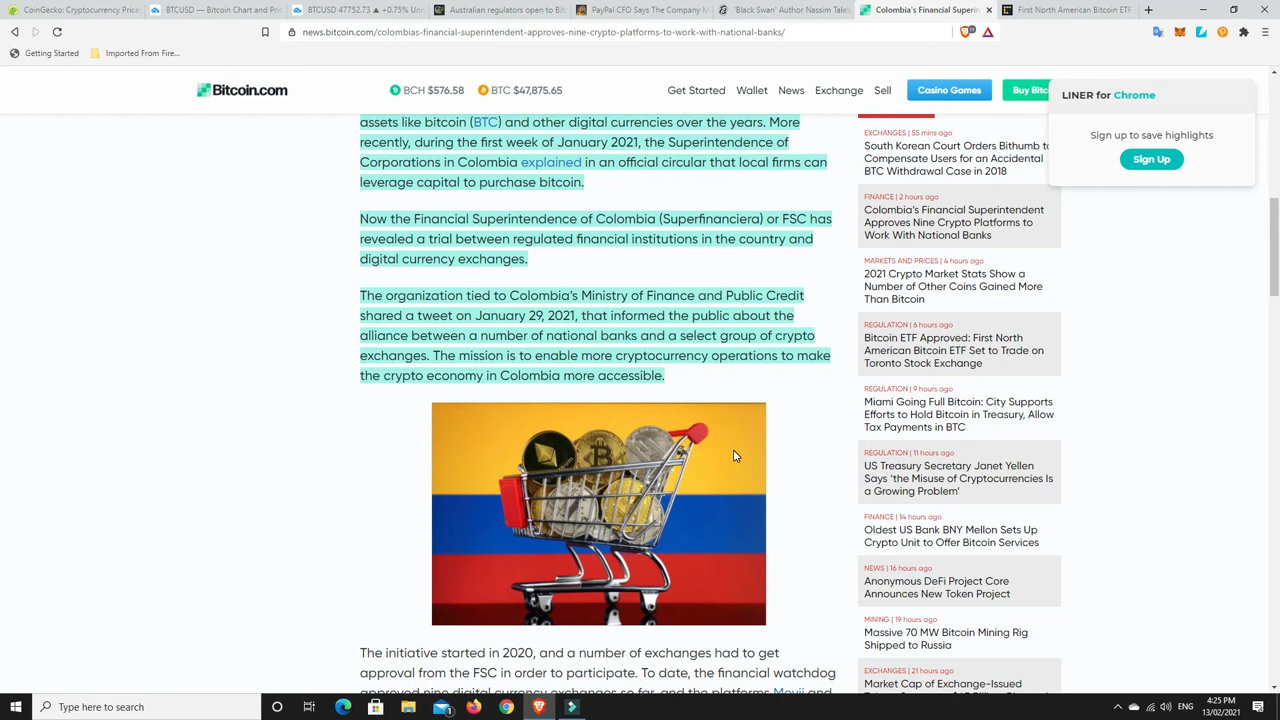 CoinGecko: Cryptocurrency Prices
BTCUSD — Bitcoin Chart and Pri
BTCUSD 47752.73 ▲ +0.75% Un
Australian regulators open to Bit
PayPal CFO Says The Company
'Black Swan' Author Nassim Tale
Colombia's Financial Superin
First North American Bitcoin ETF
news.bitcoin.com/colombias-financial-superintendent-approves-nine-crypto-platforms-to-work-with-national-banks/
Getting Started
Imported From Fire...
Bitcoin.com
BCH $576.58
BTC $47,875.65
Get Started
Wallet
News
Exchange
Sell
Casino Games
Buy Bitc
LINER for Chrome
Sign up to save highlights
Sign Up
assets like bitcoin (BTC) and other digital currencies over the years. More
recently, during the first week of January 2021, the Superintendence of
Corporations in Colombia explained in an official circular that local firms can
leverage capital to purchase bitcoin.
Now the Financial Superintendence of Colombia (Superfinanciera) or FSC has
revealed a trial between regulated financial institutions in the country and
digital currency exchanges.
The organization tied to Colombia's Ministry of Finance and Public Credit
shared a tweet on January 29, 2021, that informed the public about the
alliance between a number of national banks and a select group of crypto
exchanges. The mission is to enable more cryptocurrency operations to make
the crypto economy in Colombia more accessible.
The initiative started in 2020, and a number of exchanges had to get
approval from the FSC in order to participate. To date, the financial watchdog
approved nine digital currency exchanges so far, and the platforms Movii and
EXCHANGES | 55 mins ago
South Korean Court Orders Bithumb to
Compensate Users for an Accidental
BTC Withdrawal Case in 2018
FINANCE | 2 hours ago
Colombia's Financial Superintendent
Approves Nine Crypto Platforms to
Work With National Banks
MARKETS AND PRICES | 4 hours ago
2021 Crypto Market Stats Show a
Number of Other Coins Gained More
Than Bitcoin
REGULATION | 6 hours ago
Bitcoin ETF Approved: First North
American Bitcoin ETF Set to Trade on
Toronto Stock Exchange
REGULATION | 9 hours ago
Miami Going Full Bitcoin: City Supports
Efforts to Hold Bitcoin in Treasury, Allow
Tax Payments in BTC
REGULATION | 11 hours ago
US Treasury Secretary Janet Yellen
Says 'the Misuse of Cryptocurrencies Is
a Growing Problem'
FINANCE | 14 hours ago
Oldest US Bank BNY Mellon Sets Up
Crypto Unit to Offer Bitcoin Services
NEWS | 16 hours ago
Anonymous DeFi Project Core
Announces New Token Project
MINING | 19 hours ago
Massive 70 MW Bitcoin Mining Rig
Shipped to Russia
EXCHANGES | 21 hours ago
Market Cap of Exchange-Issued
Type here to search
ENG
4:25 PM
13/02/2021